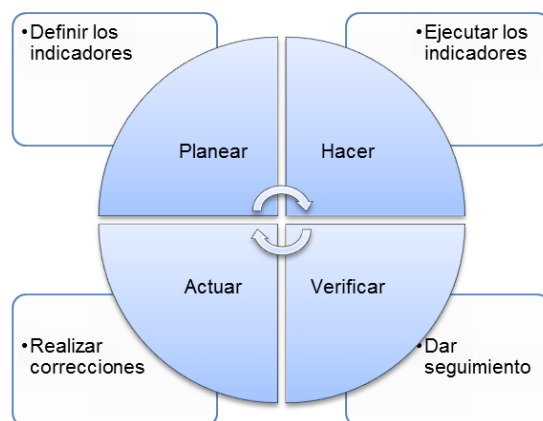 •Definir los
indicadores
•Ejecutar los
indicadores
Planear
Hacer
Actuar
Verificar
•Realizar
correcciones
•Dar
seguimiento